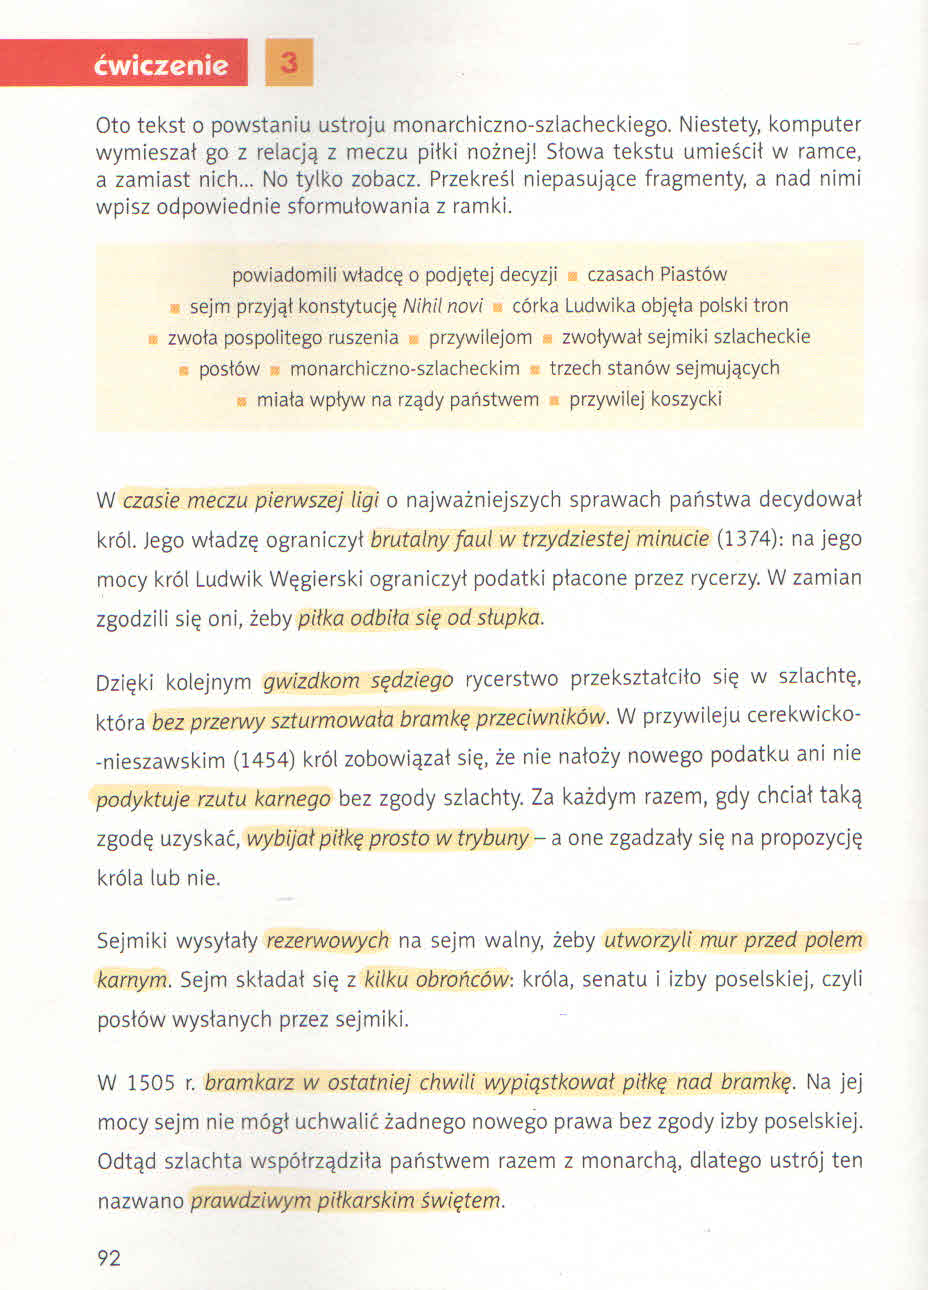 ćwiczenie 3
Oto tekst o powstaniu ustroju monarchiczno-szlacheckiego. Niestety, komputer
wymieszał go z relacją z meczu piłki nożnej! Słowa tekstu umieścił w ramce,
a zamiast nich... No tylko zobacz. Przekreśl niepasujące fragmenty, a nad nimi
wpisz odpowiednie sformułowania z ramki.
powiadomili władcę o podjętej decyzji ■ czasach Piastów
■ sejm przyjął konstytucję Nihil novi ■ córka Ludwika objęła polski tron
■ zwoła pospolitego ruszenia ■ przywilejom ■ zwoływał sejmiki szlacheckie
■ posłów ■ monarchiczno-szlacheckim ■ trzech stanów sejmujących
■ miała wpływ na rządy państwem ■ przywilej koszycki
W czasie meczu pierwszej ligi o najważniejszych sprawach państwa decydował
król. Jego władzę ograniczył brutalny faul w trzydziestej minucie (1374): na jego
mocy król Ludwik Węgierski ograniczył podatki płacone przez rycerzy. W zamian
zgodzili się oni, żeby piłka odbiła się od słupka.
Dzięki kolejnym gwizdkom sędziego rycerstwo przekształciło się w szlachtę,
która bez przerwy szturmowała bramkę przeciwników. W przywileju cerekwicko-
-nieszawskim (1454) król zobowiązał się, że nie nałoży nowego podatku ani nie
podyktuje rzutu karnego bez zgody szlachty. Za każdym razem, gdy chciał taką
zgodę uzyskać, wybijał piłkę prosto w trybuny – a one zgadzały się na propozycję
króla lub nie.
Sejmiki wysyłały rezerwowych na sejm walny, żeby utworzyli mur przed polem
karnym. Sejm składał się z kilku obrońców: króla, senatu i izby poselskiej, czyli
posłów wysłanych przez sejmiki.
W 1505 r. bramkarz w ostatniej chwili wypiąstkował piłkę nad bramkę. Na jej
mocy sejm nie mógł uchwalić żadnego nowego prawa bez zgody izby poselskiej.
Odtąd szlachta współrządziła państwem razem z monarchą, dlatego ustrój ten
nazwano prawdziwym piłkarskim świętem.
92